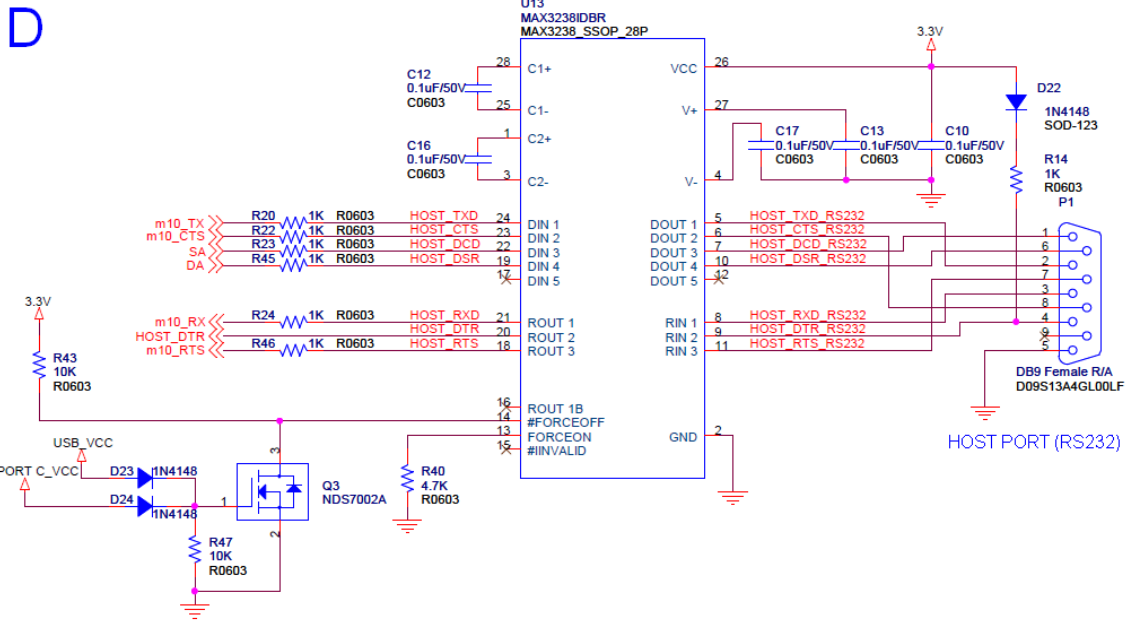 D
U13
MAX3238IDBR
MAX3238_SSOP_28P
3.3V
28 C1+ VCC 26
C12
0.1uF/50V
C0603
D22
1N4148
SOD-123
25 C1- V+ 27
1 C2+
C16
0.1uF/50V
C0603
C17
0.1uF/50V
C0603
C13
0.1uF/50V
C0603
C10
0.1uF/50V
C0603
3 C2- V- 4
R14
1K
R0603
P1
m10_TX R20 1K R0603 HOST_TXD 24 DIN 1 DOUT 1 5 HOST_TXD_RS232
m10_CTS R22 1K R0603 HOST_CTS 23 DIN 2 DOUT 2 6 HOST_CTS_RS232
SA R23 1K R0603 HOST_DCD 22 DIN 3 DOUT 3 7 HOST_DCD_RS232
DA R45 1K R0603 HOST_DSR 19 DIN 4 DOUT 4 10 HOST_DSR_RS232
17 DIN 5 DOUT 5 12
1
6
2
7
3
8
4
9
5
m10_RX R24 1K R0603 HOST_RXD 21 ROUT 1 RIN 1 8 HOST_RXD_RS232
HOST_DTR HOST_DTR 20 ROUT 2 RIN 2 9 HOST_DTR_RS232
m10_RTS R46 1K R0603 HOST_RTS 18 ROUT 3 RIN 3 11 HOST_RTS_RS232
3.3V
R43
10K
R0603
DB9 Female R/A
D09S13A4GL00LF
16 ROUT 1B
14 #FORCEOFF
13 FORCEON GND 2
15 #IINVALID
HOST PORT (RS232)
USB_VCC
PORT C_VCC
D23 1N4148
D24 1N4148
3
1
2
Q3
NDS7002A
R40
4.7K
R0603
R47
10K
R0603